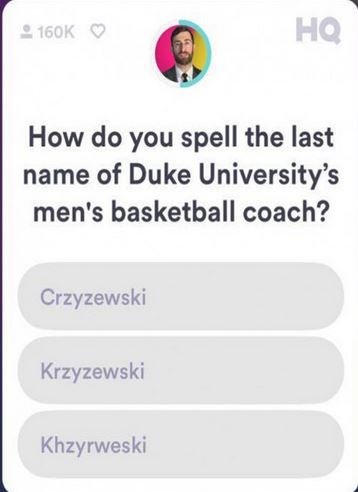 160K
HQ
How do you spell the last
name of Duke University’s
men's basketball coach?
Crzyzewski
Krzyzewski
Khzyrweski